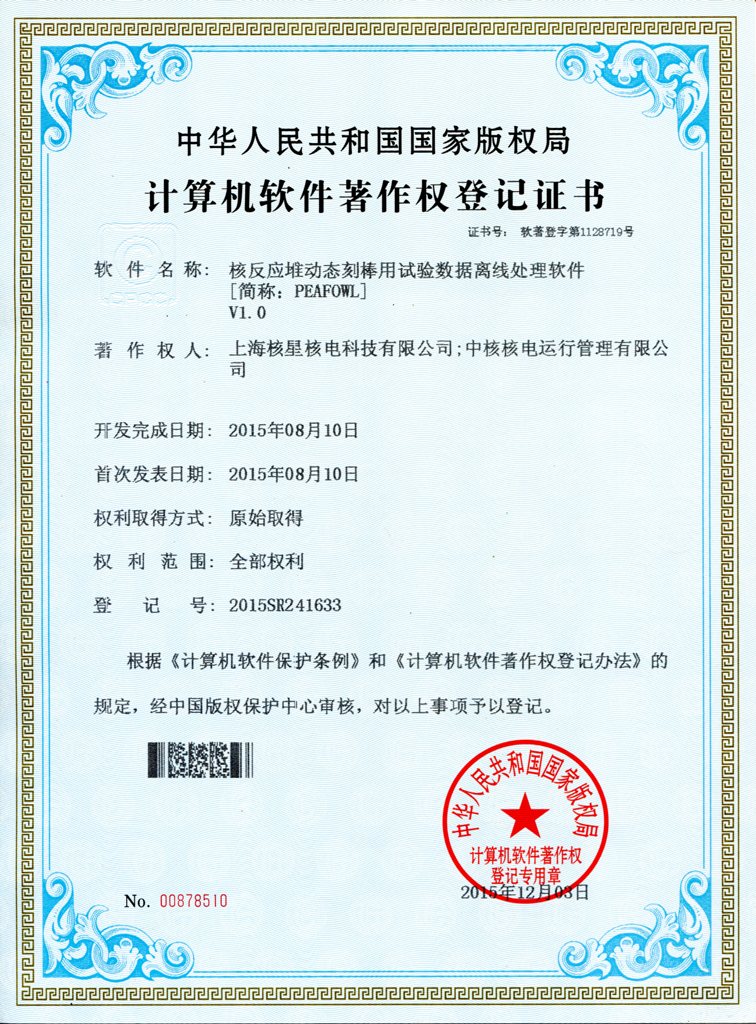 中华人民共和国国家版权局
计算机软件著作权登记证书
证书号： 软著登字第1128719号
软件名称： 核反应堆动态刻棒用试验数据离线处理软件
[简称：PEAFOWL]
V1.0
著作权人： 上海核星核电科技有限公司;中核核电运行管理有限公
司
开发完成日期： 2015年08月10日
首次发表日期： 2015年08月10日
权利取得方式： 原始取得
权利范围： 全部权利
登记号： 2015SR241633
根据《计算机软件保护条例》和《计算机软件著作权登记办法》的
规定，经中国版权保护中心审核，对以上事项予以登记。
中华人民共和国国家版权局
计算机软件著作权
登记专用章
2015年12月03日
No. 00878510
CPCC